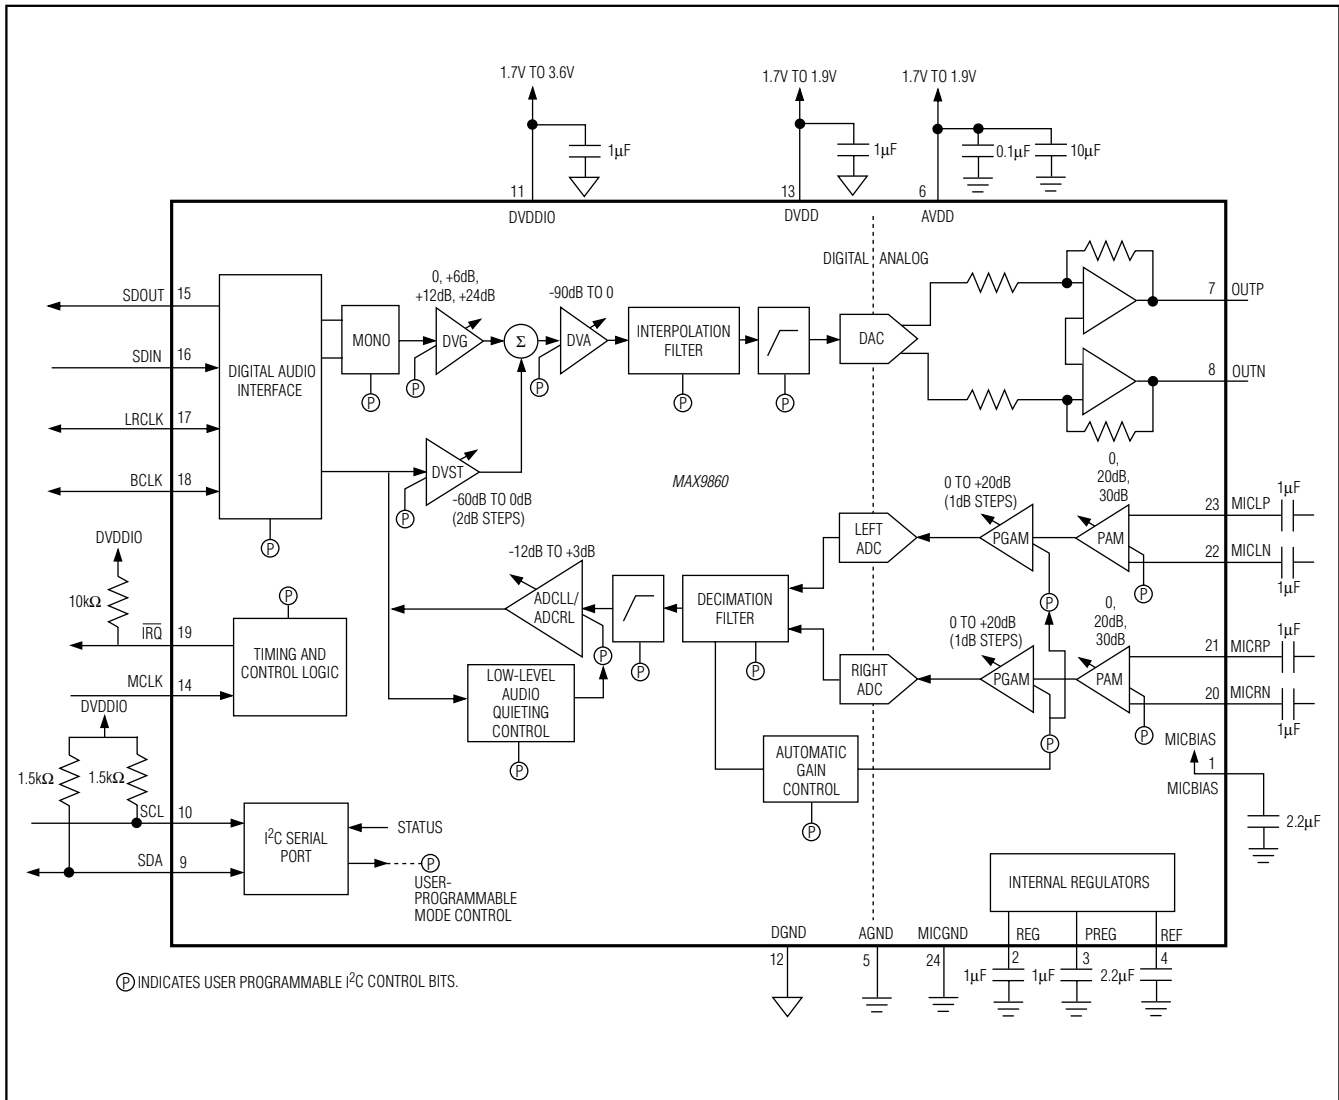 1.7V TO 3.6V
1.7V TO 1.9V
1.7V TO 1.9V
1μF
1μF
0.1μF
10μF
11
13
6
DVDDIO
DVDD
AVDD
DIGITAL
ANALOG
SDOUT
15
SDIN
16
LRCLK
17
BCLK
18
DIGITAL AUDIO
INTERFACE
P
MONO
P
0, +6dB,
+12dB, +24dB
DVG
P
Σ
-90dB TO 0
DVA
P
INTERPOLATION
FILTER
P
P
DAC
7
OUTP
8
OUTN
DVST
P
-60dB TO 0dB
(2dB STEPS)
MAX9860
0 TO +20dB
(1dB STEPS)
0,
20dB,
30dB
1μF
23
MICLP
22
MICLN
1μF
LEFT
ADC
PGAM
PAM
P
P
DVDDIO
10kΩ
IRQ
19
MCLK
14
P
TIMING AND
CONTROL LOGIC
-12dB TO +3dB
ADCLL/
ADCRL
P
P
DECIMATION
FILTER
P
LOW-LEVEL
AUDIO
QUIETING
CONTROL
P
0 TO +20dB
(1dB STEPS)
0,
20dB,
30dB
1μF
21
MICRP
20
MICRN
1μF
RIGHT
ADC
PGAM
PAM
P
P
AUTOMATIC
GAIN
CONTROL
P
MICBIAS
1
MICBIAS
2.2μF
DVDDIO
1.5kΩ
1.5kΩ
SCL
10
SDA
9
I²C SERIAL
PORT
STATUS
P
USER-
PROGRAMMABLE
MODE CONTROL
INTERNAL REGULATORS
DGND
AGND
MICGND
REG
PREG
REF
12
5
24
2
3
4
1μF
1μF
2.2μF
P INDICATES USER PROGRAMMABLE I²C CONTROL BITS.